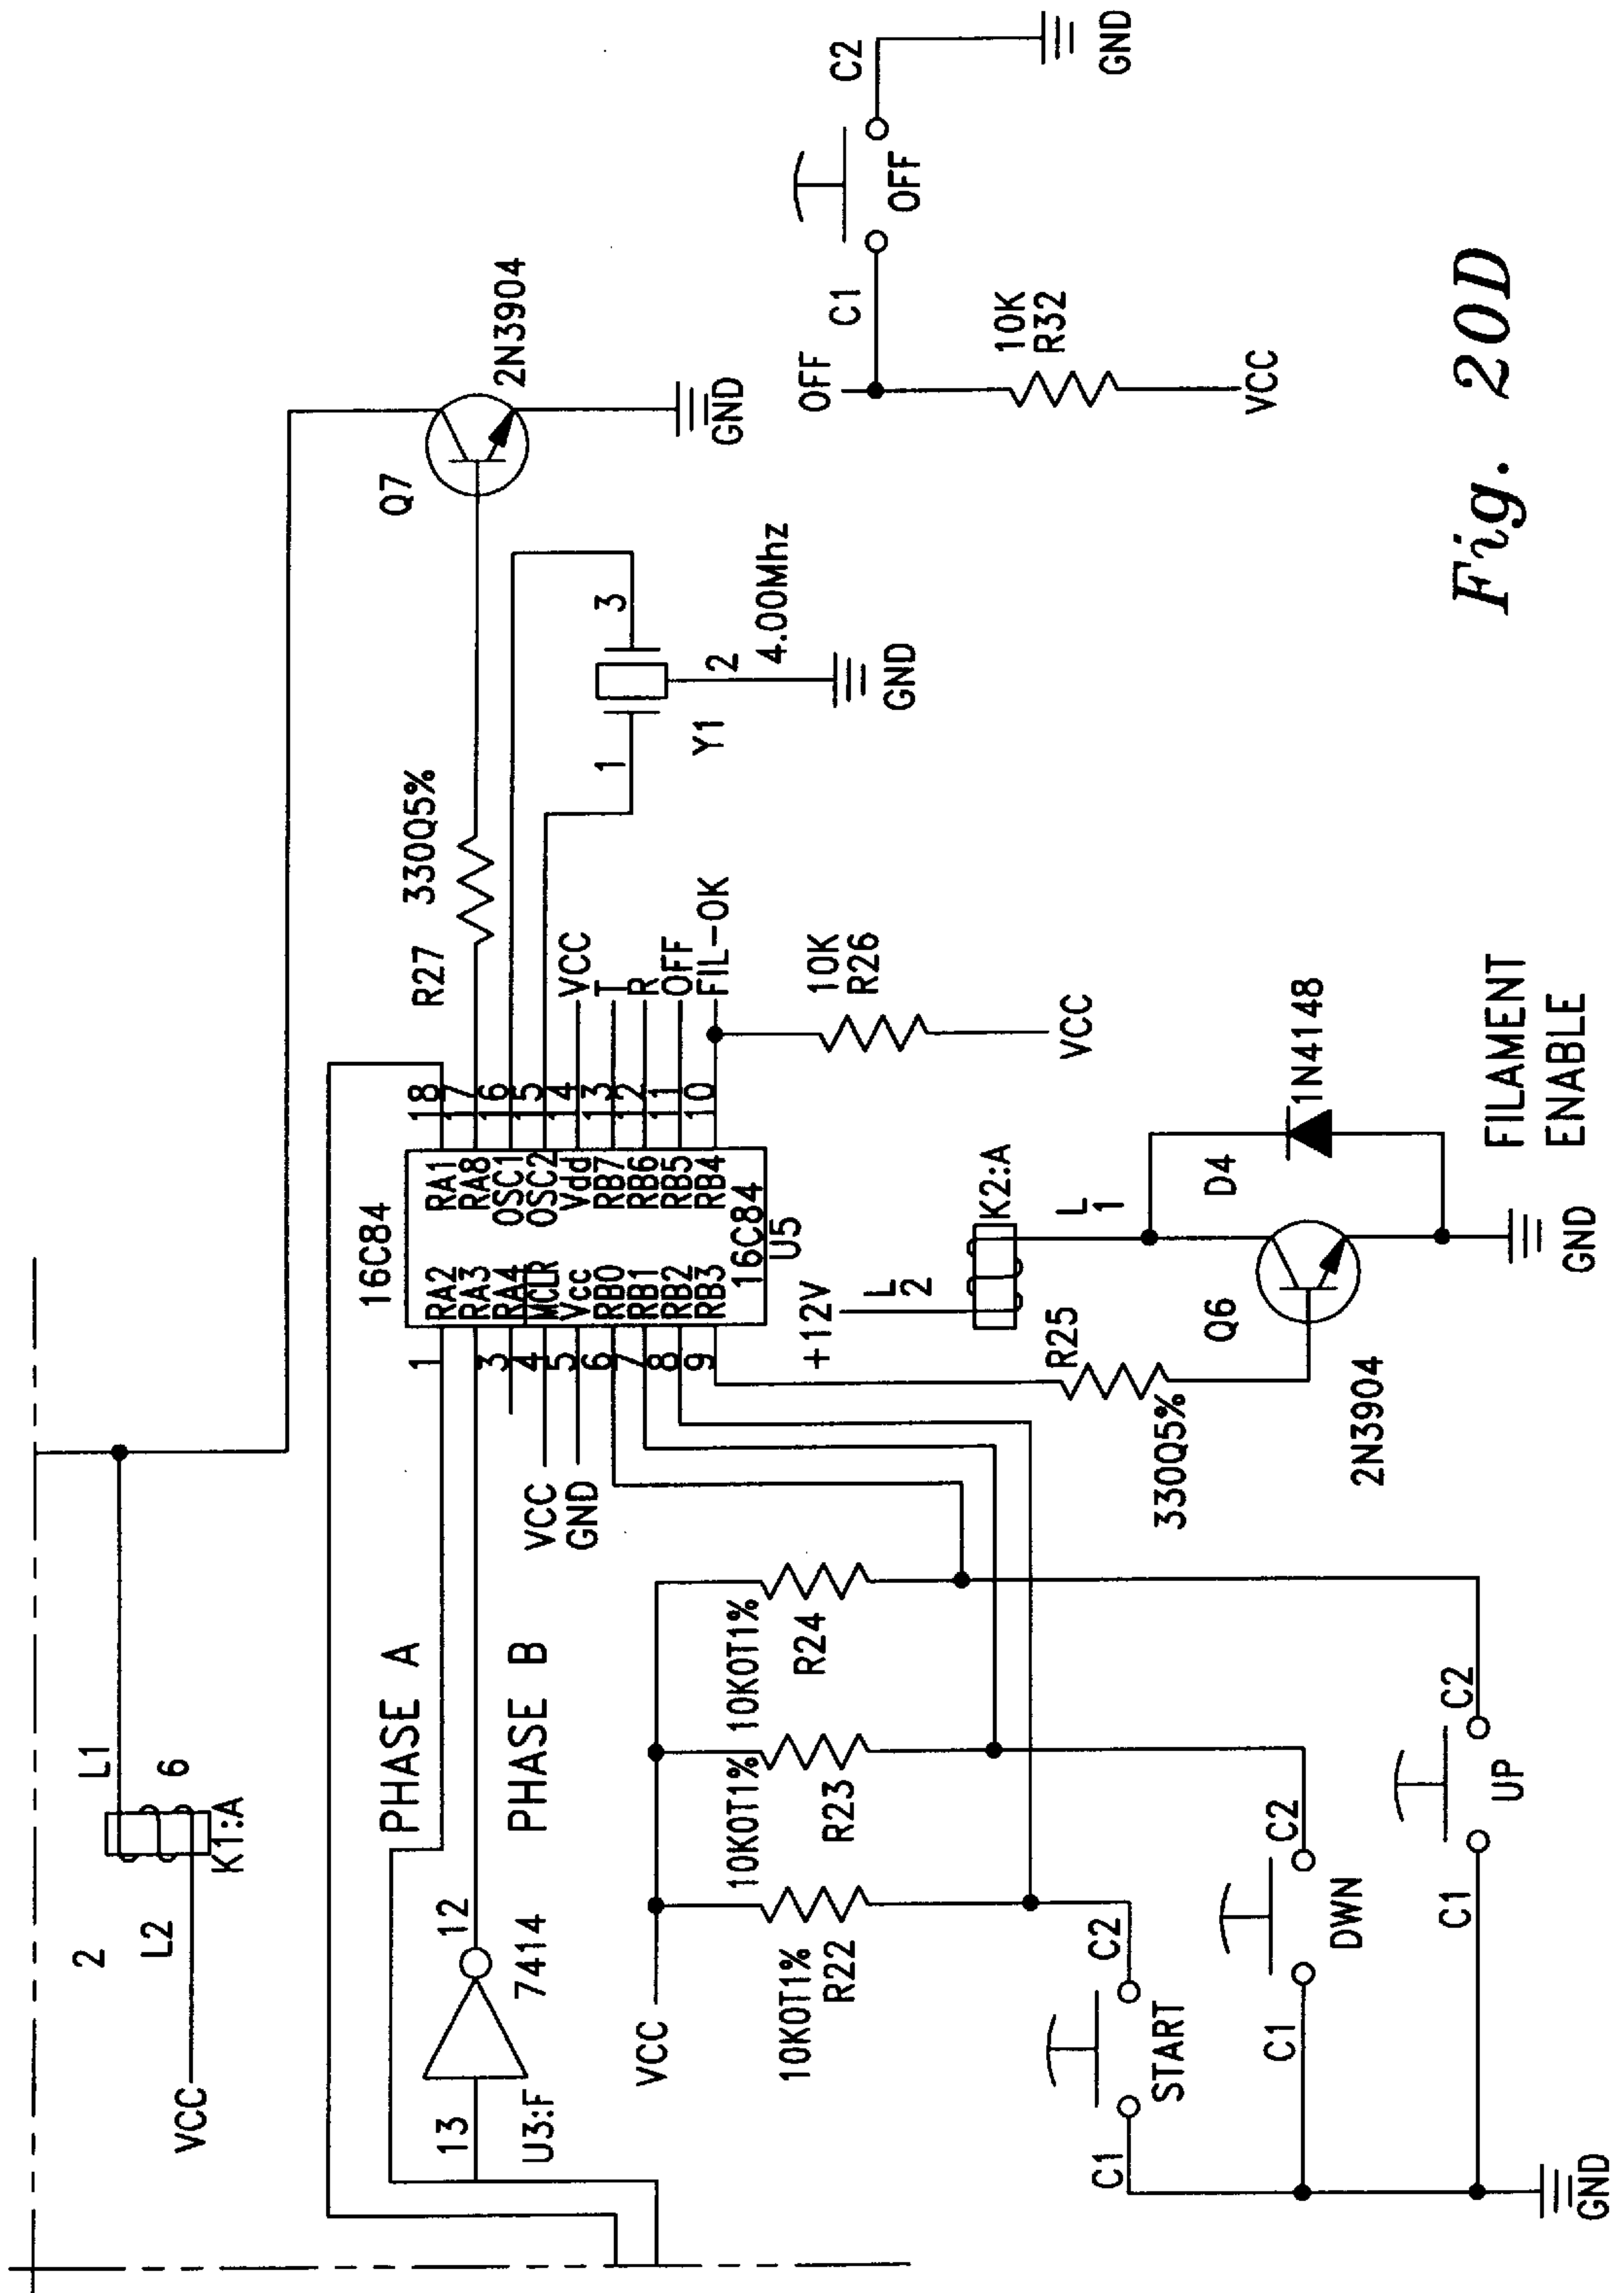 2
L1
L2
6
K1:A
VCC
PHASE A
PHASE B
13
12
U3:F
7414
16C84
RA2
RA3
RA4
MCLR
Vcc
RB0
RB1
RB2
RB3
RA1
RA8
OSC1
OSC2
Vdd
RB7
RB6
RB5
RB4
16C84
U5
1
3
4
5
6
7
8
9
18
17
16
15
14
13
12
11
10
VCC
GND
VCC
T
R
OFF
FIL-OK
R27
330Q5%
Q7
2N3904
GND
1
3
2
Y1
4.00Mhz
GND
10K
R26
VCC
OFF
C1
C2
OFF
GND
10K
R32
VCC
VCC
10K0T1%
R22
10K0T1%
R23
10K0T1%
R24
C1
C2
START
C1
C2
DWN
C1
C2
UP
GND
+12V
L
2
K2:A
L
1
R25
330Q5%
Q6
2N3904
D4
1N4148
GND
FILAMENT
ENABLE
Fig. 20D